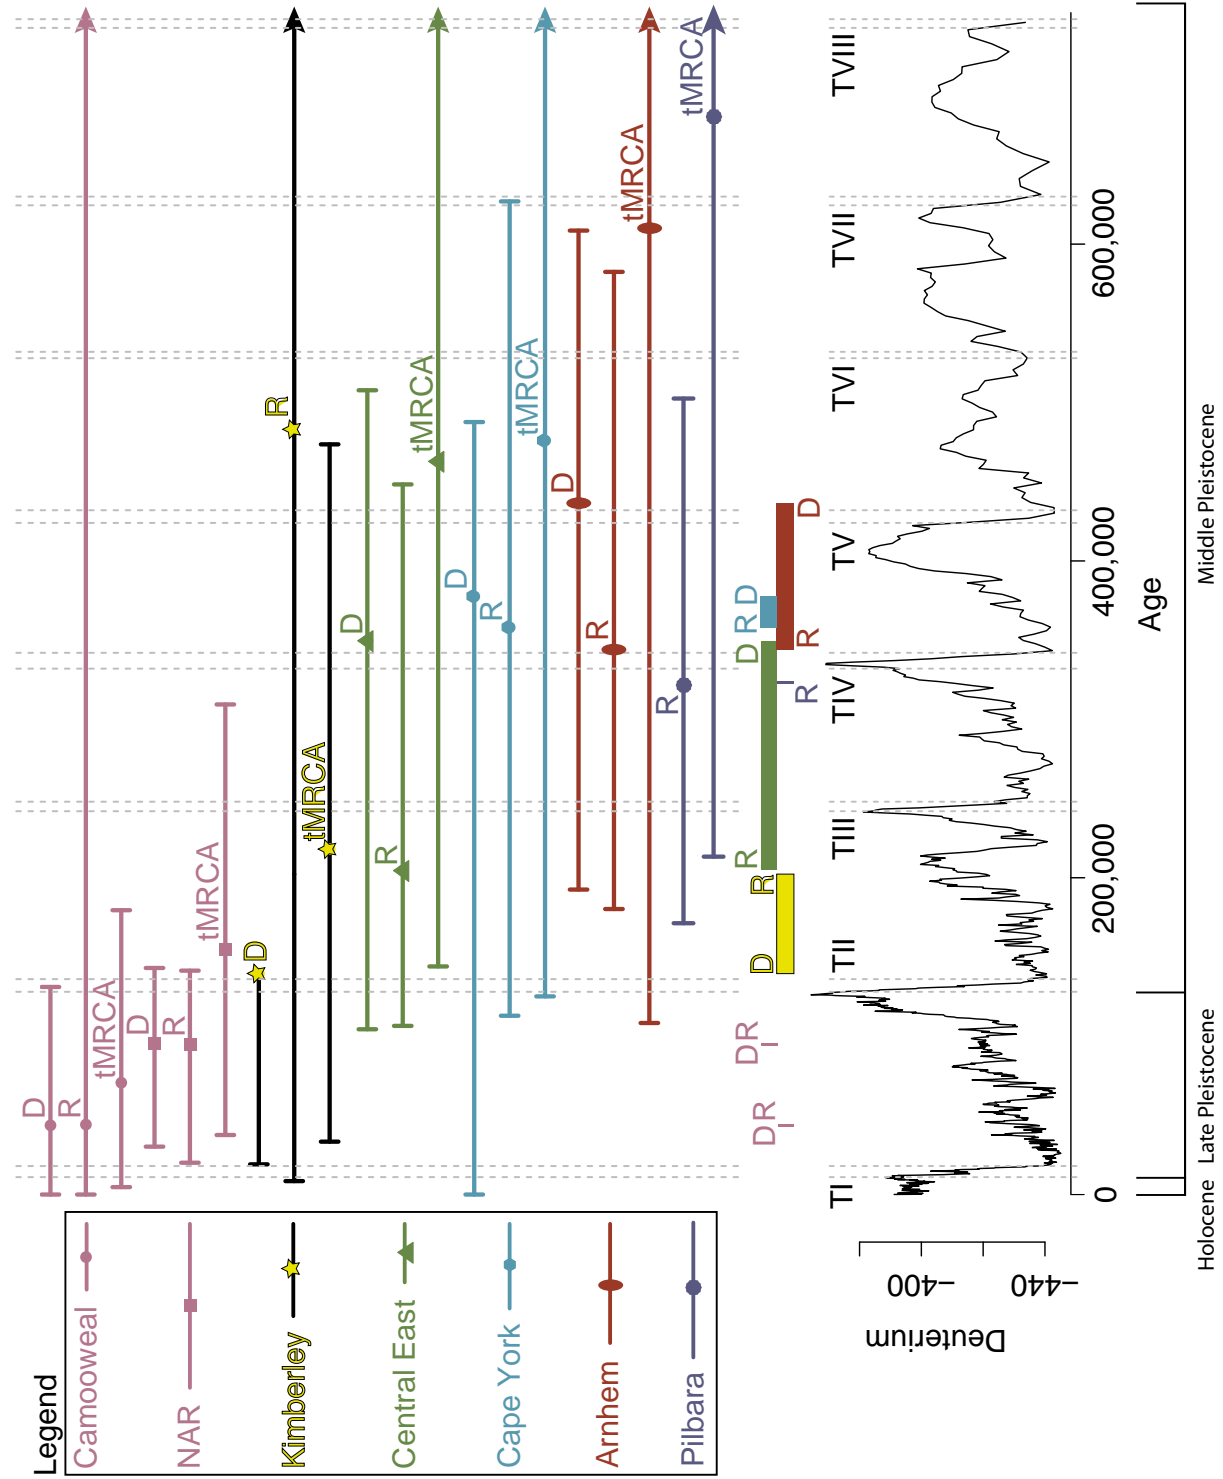 Legend
Camooweal
NAR
Kimberley
Central East
Cape York
Arnhem
Pilbara
D
R
tMRCA
D
R
tMRCA
D
R
tMRCA
D
R
tMRCA
D
R
tMRCA
D
R
tMRCA
R
tMRCA
D R
D R
D R
R D
R D
R D
R
TI TII TIII TIV TV TVI TVII TVIII
Deuterium
−400
−440
0 200,000 400,000 600,000
Age
Holocene Late Pleistocene Middle Pleistocene